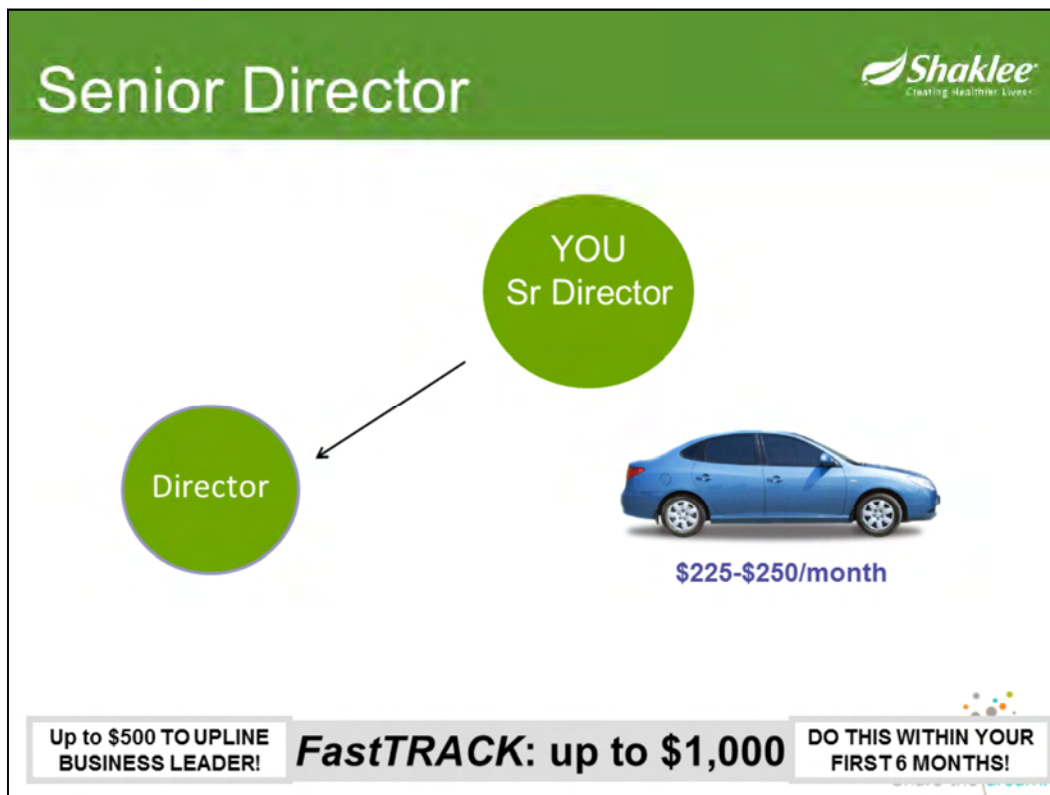 Senior Director
Shaklee
Creating Healthier Lives
YOU
Sr Director
Director
$225-$250/month
Up to $500 TO UPLINE
BUSINESS LEADER!
FastTRACK: up to $1,000
DO THIS WITHIN YOUR
FIRST 6 MONTHS!